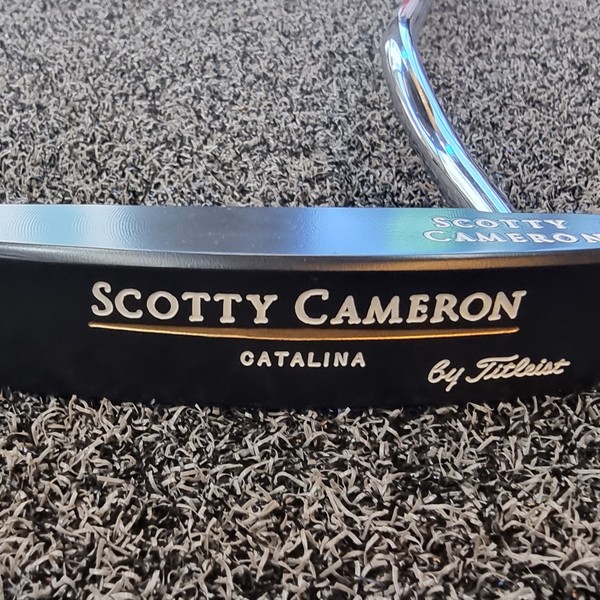 SCOTTY
CAMERON
SCOTTY CAMERON
CATALINA
by Titleist